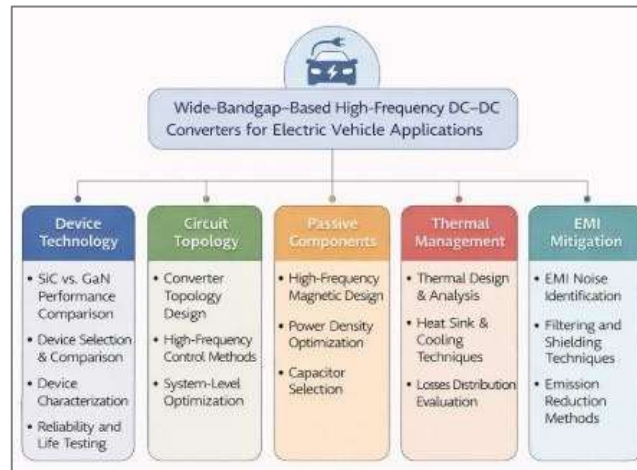 Wide-Bandgap-Based High-Frequency DC-DC
Converters for Electric Vehicle Applications
Device
Technology
• SiC vs. GaN
Performance
Comparison
• Device Selection
& Comparison
• Device
Characterization
• Reliability and
Life Testing
Circuit
Topology
• Converter
Topology
Design
• High-Frequency
Control Methods
• System-Level
Optimization
Passive
Components
• High-Frequency
Magnetic Design
• Power Density
Optimization
• Capacitor
Selection
Thermal
Management
• Thermal Design
& Analysis
• Heat Sink &
Cooling
Techniques
• Losses Distribution
Evaluation
EMI
Mitigation
• EMI Noise
Identification
• Filtering and
Shielding
Techniques
• Emission
Reduction
Methods